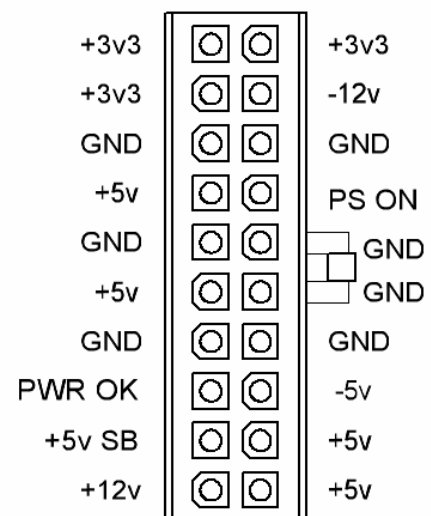 +3v3 +3v3
+3v3 -12v
GND GND
+5v PS ON
GND GND
+5v GND
GND GND
PWR OK -5v
+5v SB +5v
+12v +5v